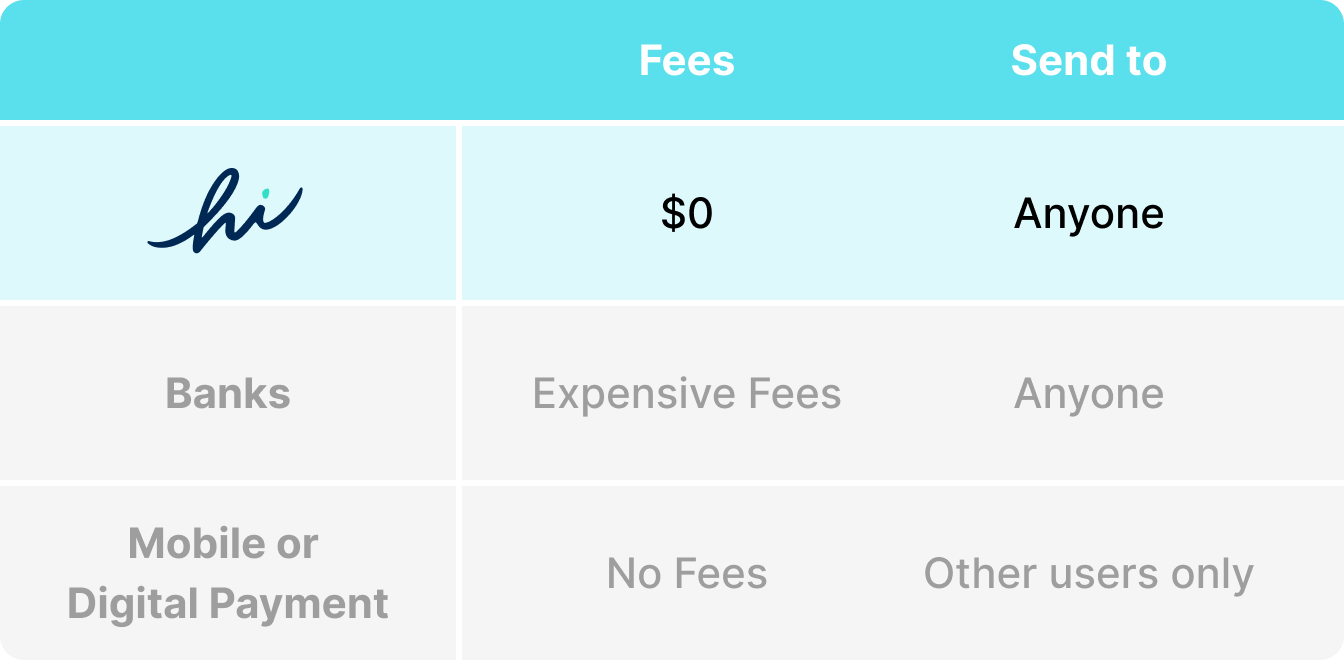 Fees Send to
hi $0 Anyone
Banks Expensive Fees Anyone
Mobile or
Digital Payment No Fees Other users only